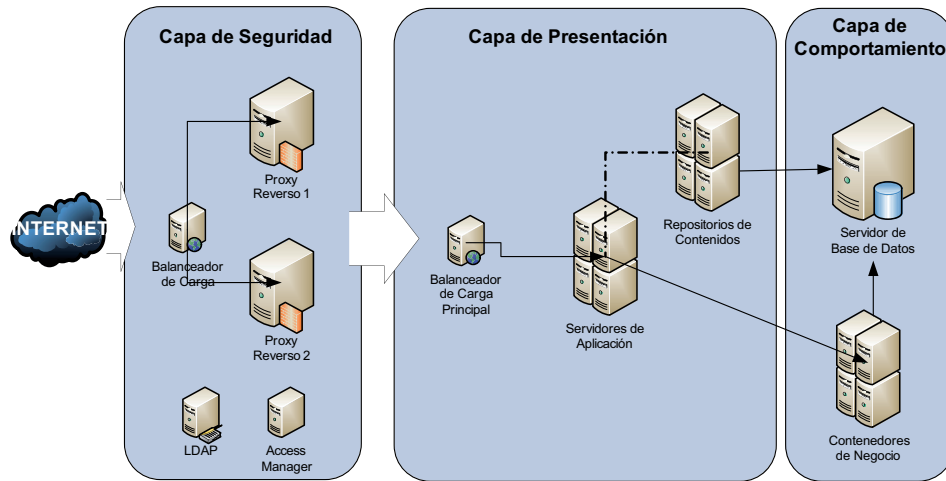 Capa de Seguridad
Proxy
Reverso 1
INTERNET
Balanceador
de Carga
Proxy
Reverso 2
LDAP
Access
Manager
Capa de Presentación
Repositorios de
Contenidos
Balanceador
de Carga
Principal
Servidores de
Aplicación
Capa de
Comportamiento
Servidor de
Base de Datos
Contenedores
de Negocio